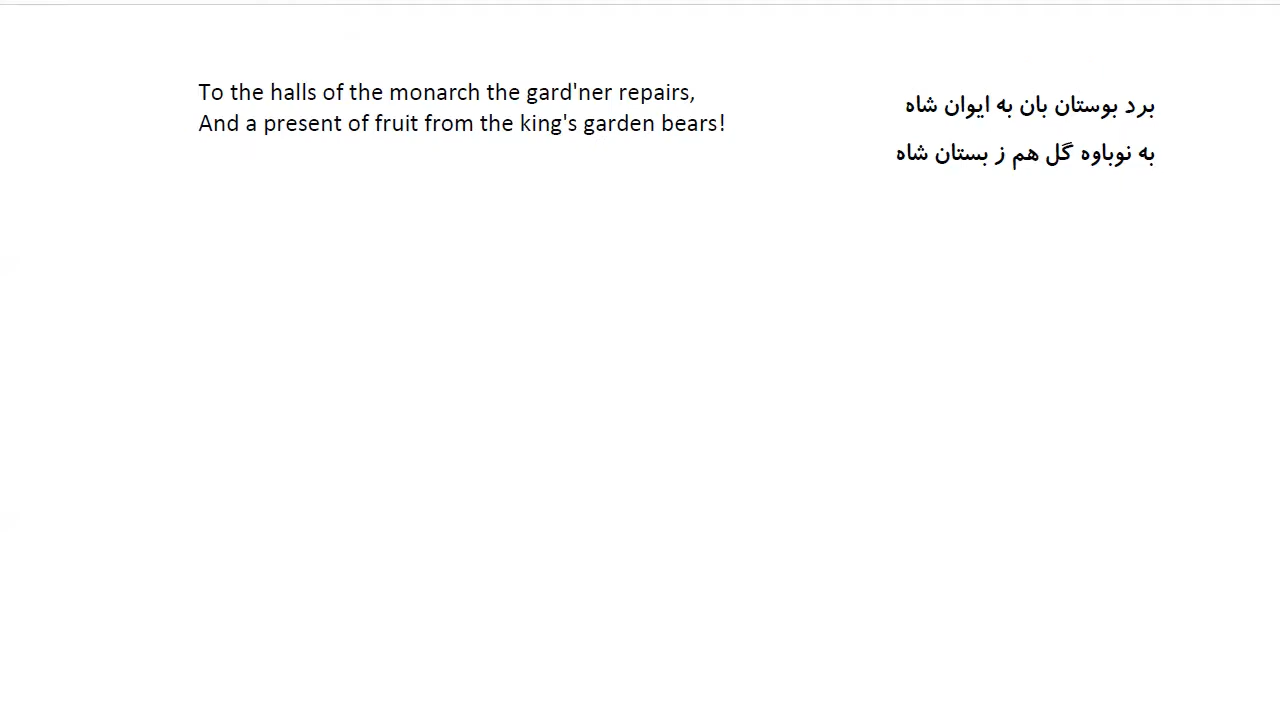 To the halls of the monarch the gard'ner repairs,
And a present of fruit from the king's garden bears!
برد بوستان بان به ایوان شاه
به نوباوه گل هم ز بستان شاه